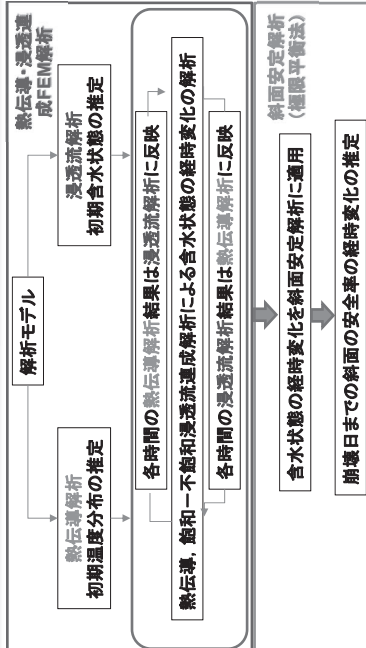 熱伝導・浸透連
成FEM解析
解析モデル
熱伝導解析
初期温度分布の推定
浸透流解析
初期含水状態の推定
各時間の熱伝導解析結果は浸透流解析に反映
熱伝導，飽和－不飽和浸透流連成解析による含水状態の経時変化の解析
各時間の浸透流解析結果は熱伝導解析に反映
斜面安定解析
（極限平衡法）
含水状態の経時変化を斜面安定解析に適用
崩壊日までの斜面の安全率の経時変化の推定